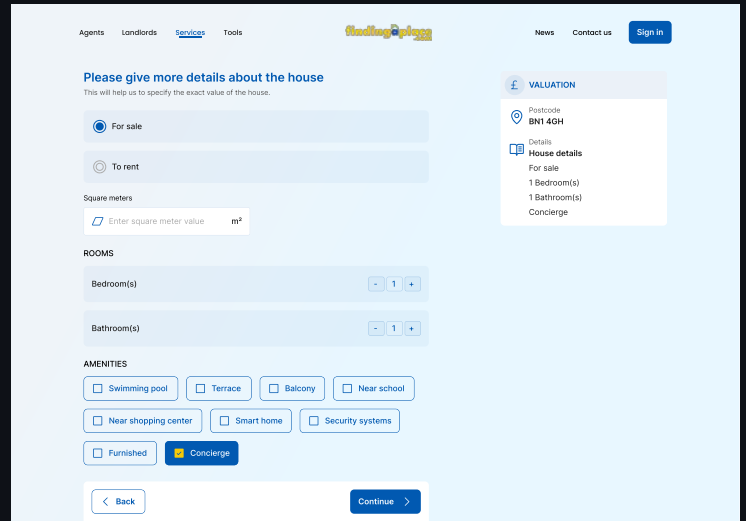 Agents Landlords Services Tools findingplace .com News Contact us Sign in
Please give more details about the house
This will help us to specify the exact value of the house.
For sale
To rent
Square meters
Enter square meter value m²
ROOMS
Bedroom(s) - 1 +
Bathroom(s) - 1 +
AMENITIES
Swimming pool Terrace Balcony Near school
Near shopping center Smart home Security systems
Furnished Concierge
Back Continue
£ VALUATION
Postcode
BN1 4GH
Details
House details
For sale
1 Bedroom(s)
1 Bathroom(s)
Concierge